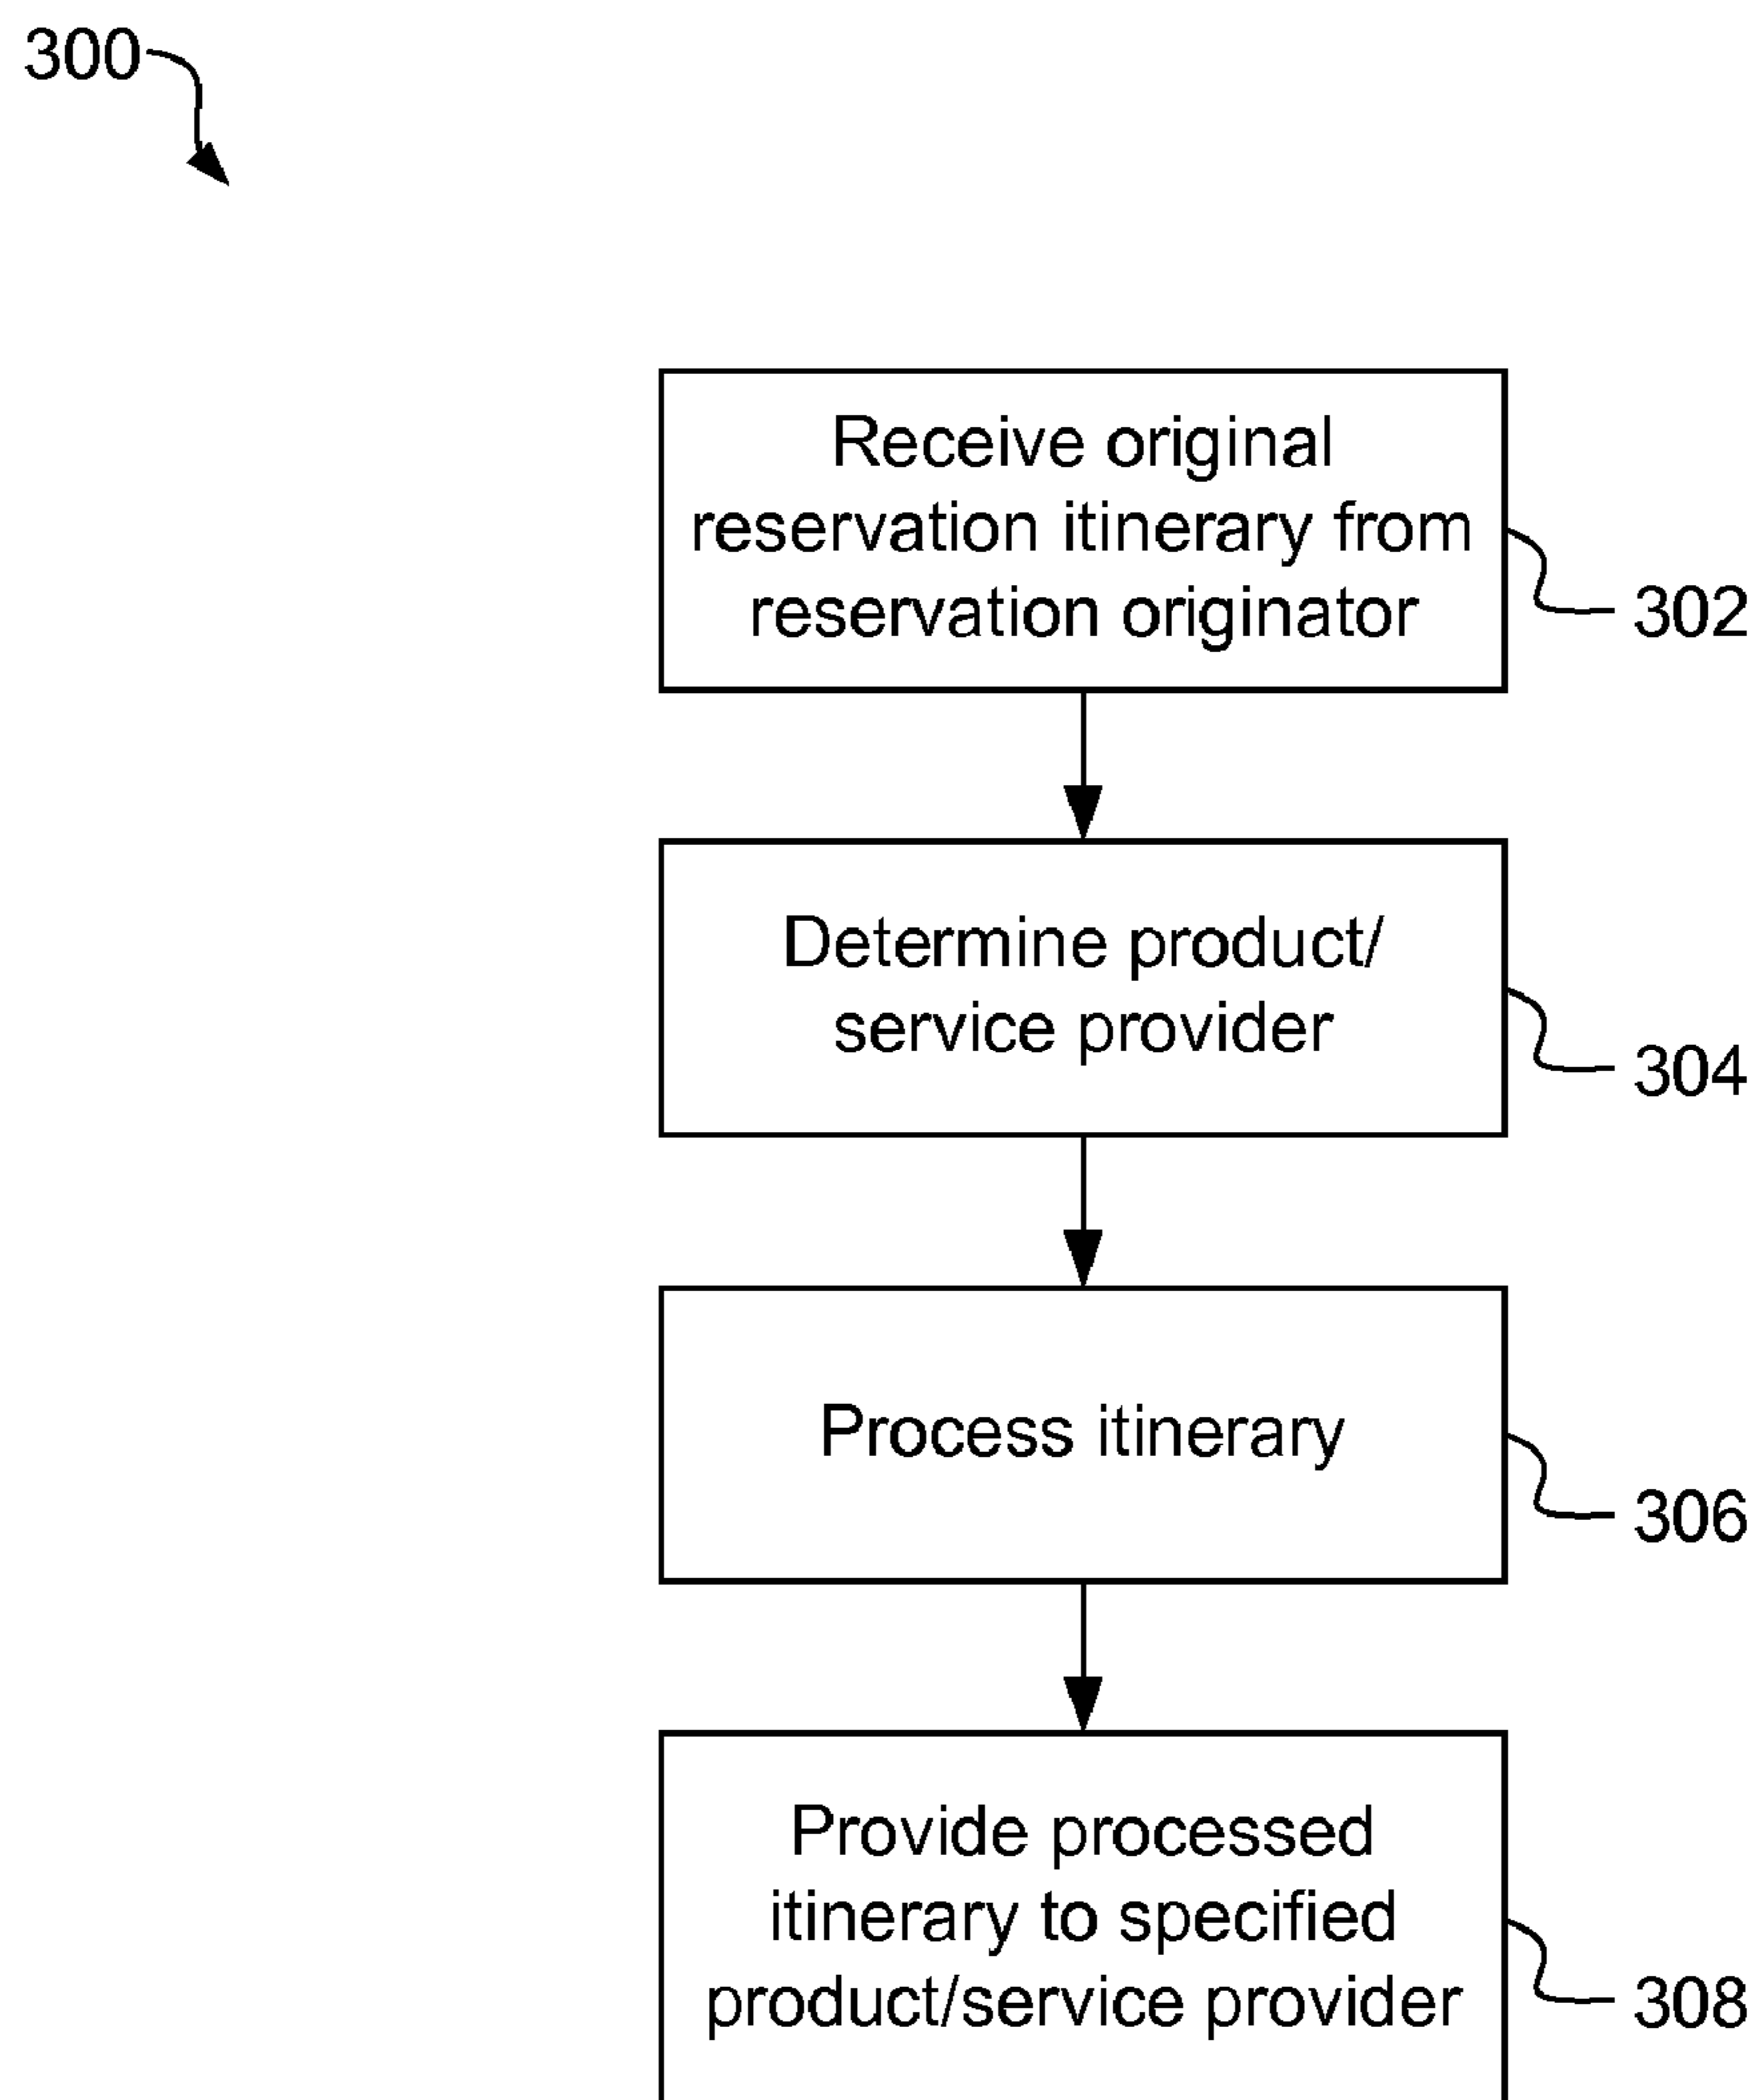 300
Receive original
reservation itinerary from
reservation originator
302
Determine product/
service provider
304
Process itinerary
306
Provide processed
itinerary to specified
product/service provider
308